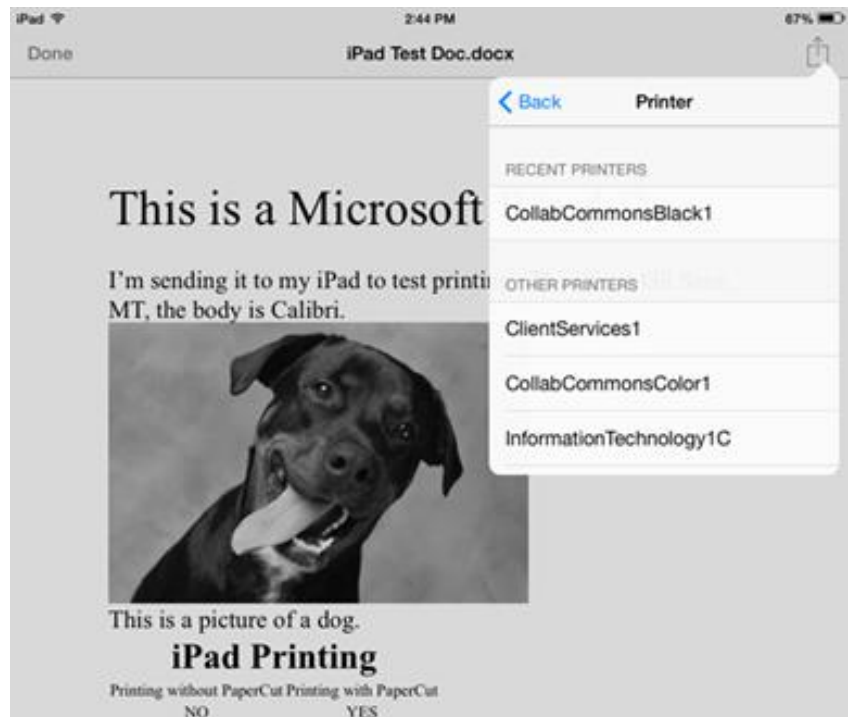 iPad 2:44 PM 67%
Done iPad Test Doc.docx
Back Printer
RECENT PRINTERS
This is a Microsoft
CollabCommonsBlack1
I'm sending it to my iPad to test printi
OTHER PRINTERS
MT, the body is Calibri.
ClientServices1
CollabCommonsColor1
InformationTechnology1C
This is a picture of a dog.
iPad Printing
Printing without PaperCut Printing with PaperCut
NO YES